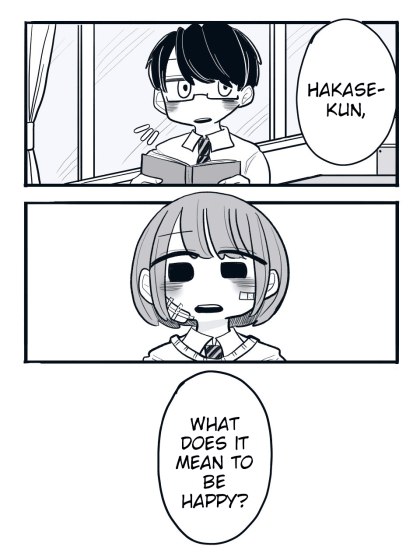 HAKASE-
KUN,
WHAT
DOES IT
MEAN TO
BE
HAPPY?